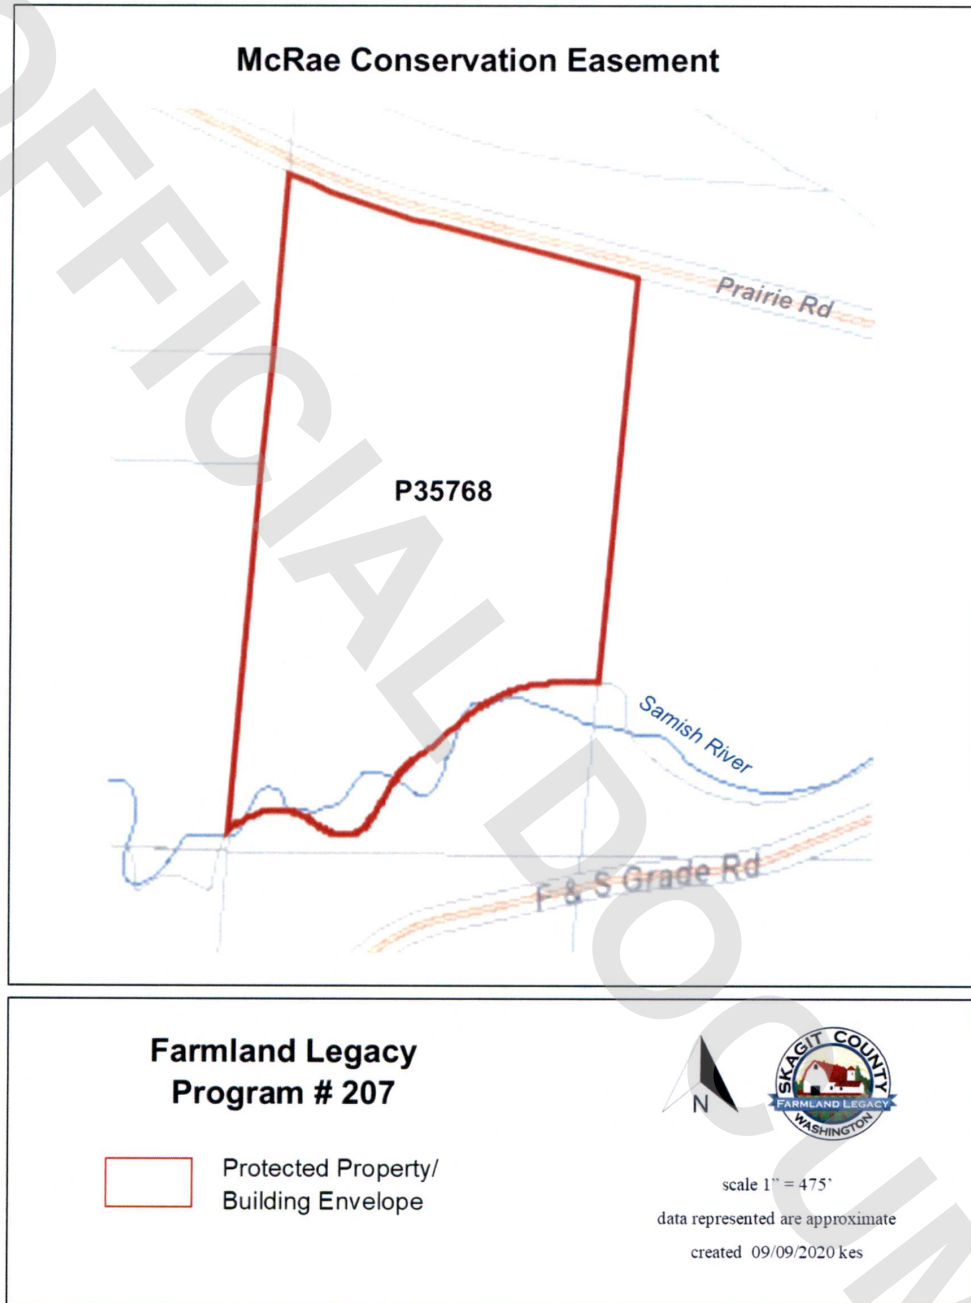 McRae Conservation Easement
Prairie Rd
P35768
Samish River
F & S Grade Rd
Farmland Legacy
Program # 207
Protected Property/
Building Envelope
N
SKAGIT COUNTY
FARMLAND LEGACY
WASHINGTON
scale 1" = 475'
data represented are approximate
created 09/09/2020 kes
OFFICIAL DOCUM